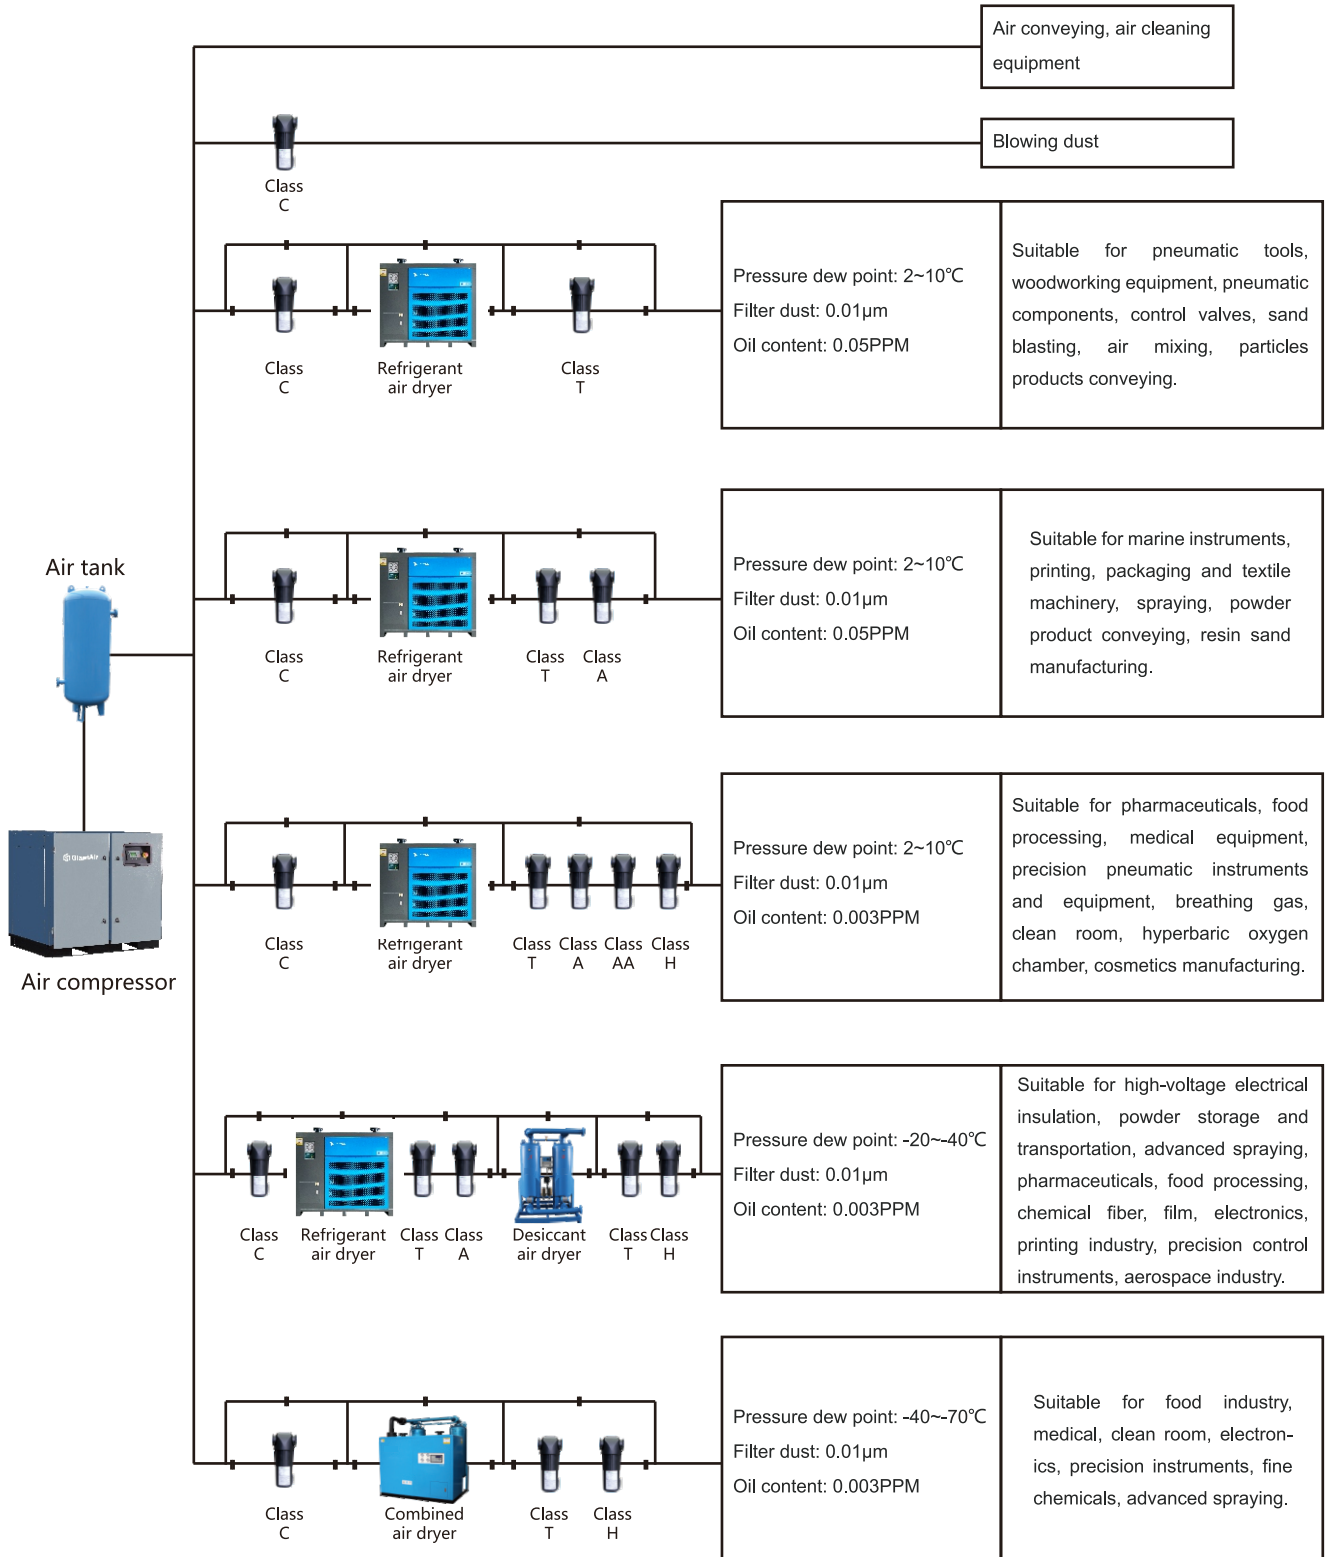 Air conveying, air cleaning
equipment
Blowing dust
Class
C
Pressure dew point: 2~10℃
Filter dust: 0.01μm
Oil content: 0.05PPM
Suitable for pneumatic tools,
woodworking equipment, pneumatic
components, control valves, sand
blasting, air mixing, particles
products conveying.
Class
C
Refrigerant
air dryer
Class
T
Air tank
Pressure dew point: 2~10℃
Filter dust: 0.01μm
Oil content: 0.05PPM
Suitable for marine instruments,
printing, packaging and textile
machinery, spraying, powder
product conveying, resin sand
manufacturing.
Class
C
Refrigerant
air dryer
Class
T
Class
A
Air compressor
Pressure dew point: 2~10℃
Filter dust: 0.01μm
Oil content: 0.003PPM
Suitable for pharmaceuticals, food
processing, medical equipment,
precision pneumatic instruments
and equipment, breathing gas,
clean room, hyperbaric oxygen
chamber, cosmetics manufacturing.
Class
C
Refrigerant
air dryer
Class
T
Class
A
Class
AA
Class
H
Pressure dew point: -20~-40℃
Filter dust: 0.01μm
Oil content: 0.003PPM
Suitable for high-voltage electrical
insulation, powder storage and
transportation, advanced spraying,
pharmaceuticals, food processing,
chemical fiber, film, electronics,
printing industry, precision control
instruments, aerospace industry.
Class
C
Refrigerant
air dryer
Class
T
Class
A
Desiccant
air dryer
Class
T
Class
H
Pressure dew point: -40~-70℃
Filter dust: 0.01μm
Oil content: 0.003PPM
Suitable for food industry,
medical, clean room, electron-
ics, precision instruments, fine
chemicals, advanced spraying.
Class
C
Combined
air dryer
Class
T
Class
H